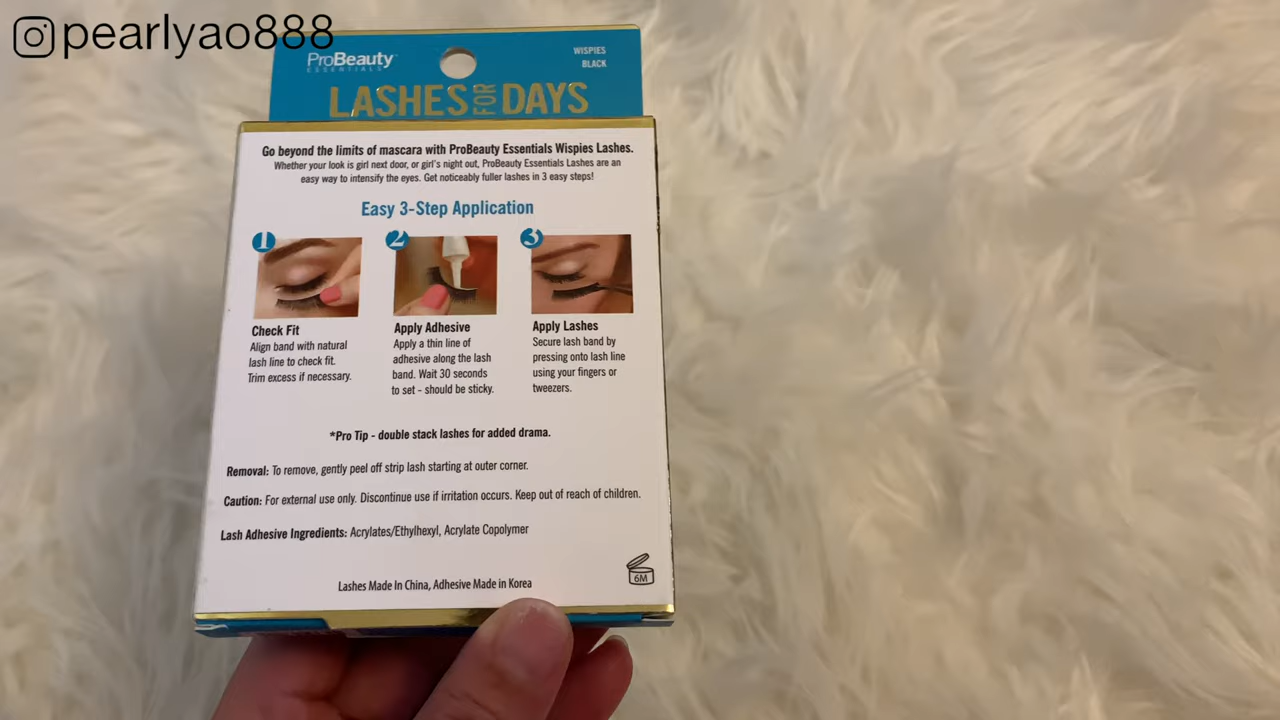 pearlyao888
ProBeauty
ESSENTIALS
WISPIES
BLACK
LASHES FOR DAYS
Go beyond the limits of mascara with ProBeauty Essentials Wispies Lashes.
Whether your look is girl next door, or girl's night out, ProBeauty Essentials Lashes are an
easy way to intensify the eyes. Get noticeably fuller lashes in 3 easy steps!
Easy 3-Step Application
1
Check Fit
Align band with natural
lash line to check fit.
Trim excess if necessary.
2
Apply Adhesive
Apply a thin line of
adhesive along the lash
band. Wait 30 seconds
to set - should be sticky.
3
Apply Lashes
Secure lash band by
pressing onto lash line
using your fingers or
tweezers.
*Pro Tip - double stack lashes for added drama.
Removal: To remove, gently peel off strip lash starting at outer corner.
Caution: For external use only. Discontinue use if irritation occurs. Keep out of reach of children.
Lash Adhesive Ingredients: Acrylates/Ethylhexyl, Acrylate Copolymer
6M
Lashes Made In China, Adhesive Made in Korea